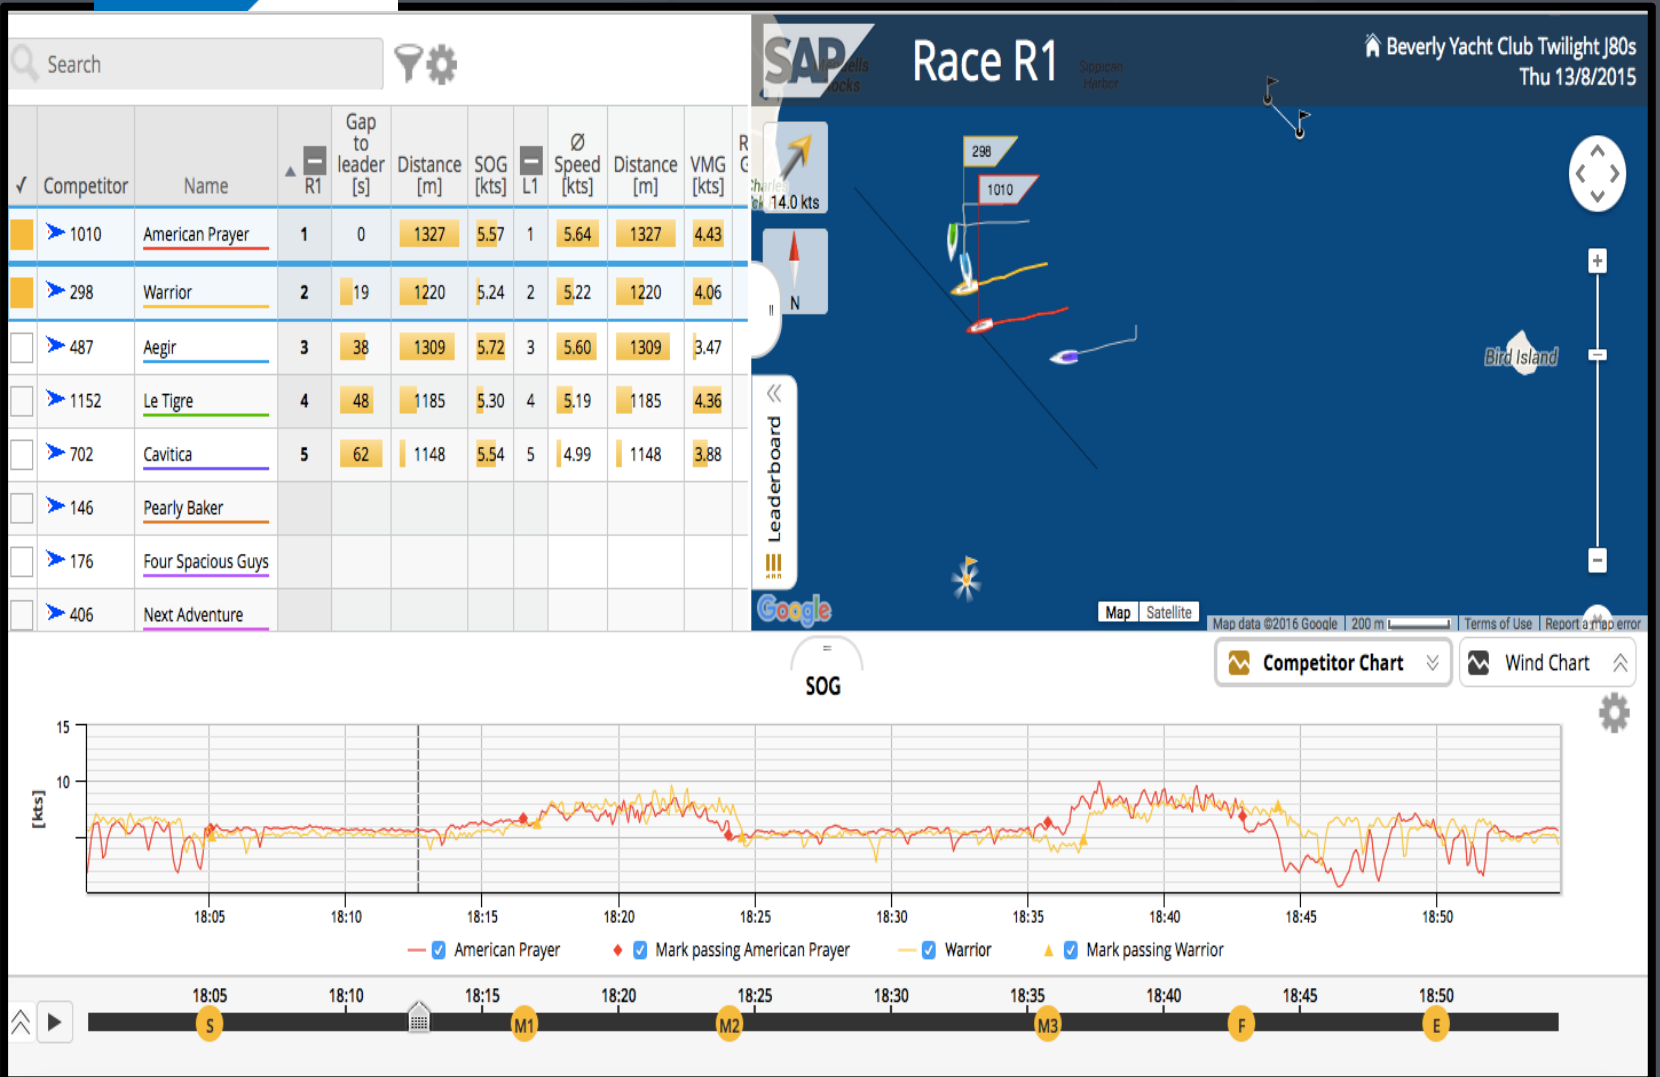 Search
✓ Competitor Name R1 Gap to leader [s] Distance [m] SOG [kts] L1 Ø Speed [kts] Distance [m] VMG [kts]
1010 American Prayer 1 0 1327 5.57 1 5.64 1327 4.43
298 Warrior 2 19 1220 5.24 2 5.22 1220 4.06
487 Aegir 3 38 1309 5.72 3 5.60 1309 3.47
1152 Le Tigre 4 48 1185 5.30 4 5.19 1185 4.36
702 Cavitica 5 62 1148 5.54 5 4.99 1148 3.88
146 Pearly Baker
176 Four Spacious Guys
406 Next Adventure
SAP
Race R1
Sippican
Harbor
Beverly Yacht Club Twilight J80s
Thu 13/8/2015
14.0 kts
N
298
1010
Bird Island
Leaderboard
Google
Map Satellite
Map data ©2016 Google 200 m Terms of Use Report a map error
Competitor Chart
Wind Chart
SOG
15
10
[kts]
18:05 18:10 18:15 18:20 18:25 18:30 18:35 18:40 18:45 18:50
American Prayer Mark passing American Prayer Warrior Mark passing Warrior
18:05 18:10 18:15 18:20 18:25 18:30 18:35 18:40 18:45 18:50
S M1 M2 M3 F E